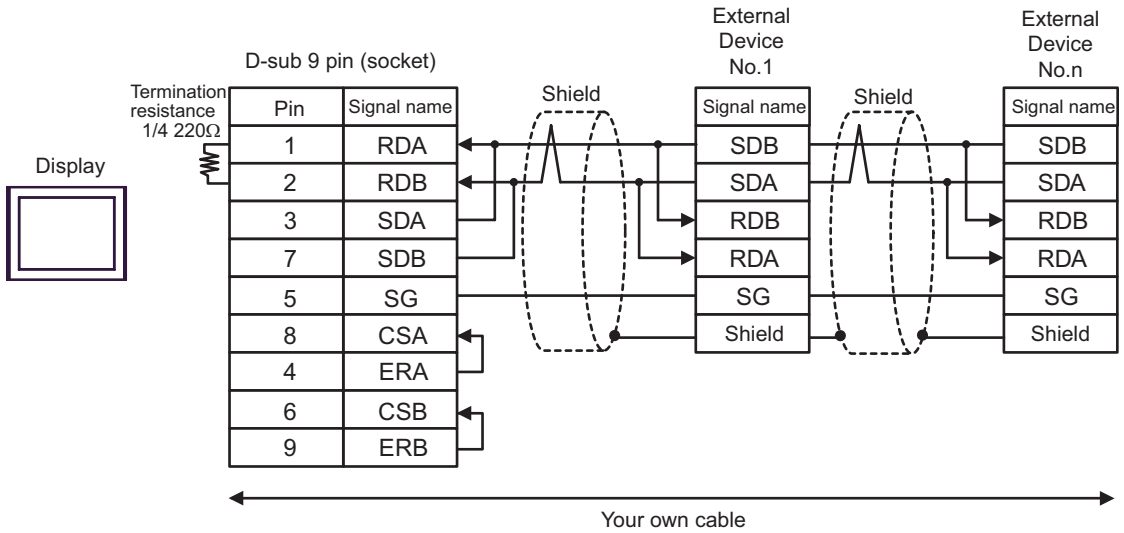 External
Device
No.1
External
Device
No.n
D-sub 9 pin (socket)
Termination
resistance
1/4 220Ω
Display
Shield
Shield
Pin Signal name
1 RDA
2 RDB
3 SDA
7 SDB
5 SG
8 CSA
4 ERA
6 CSB
9 ERB
Signal name
SDB
SDA
RDB
RDA
SG
Shield
Signal name
SDB
SDA
RDB
RDA
SG
Shield
Your own cable